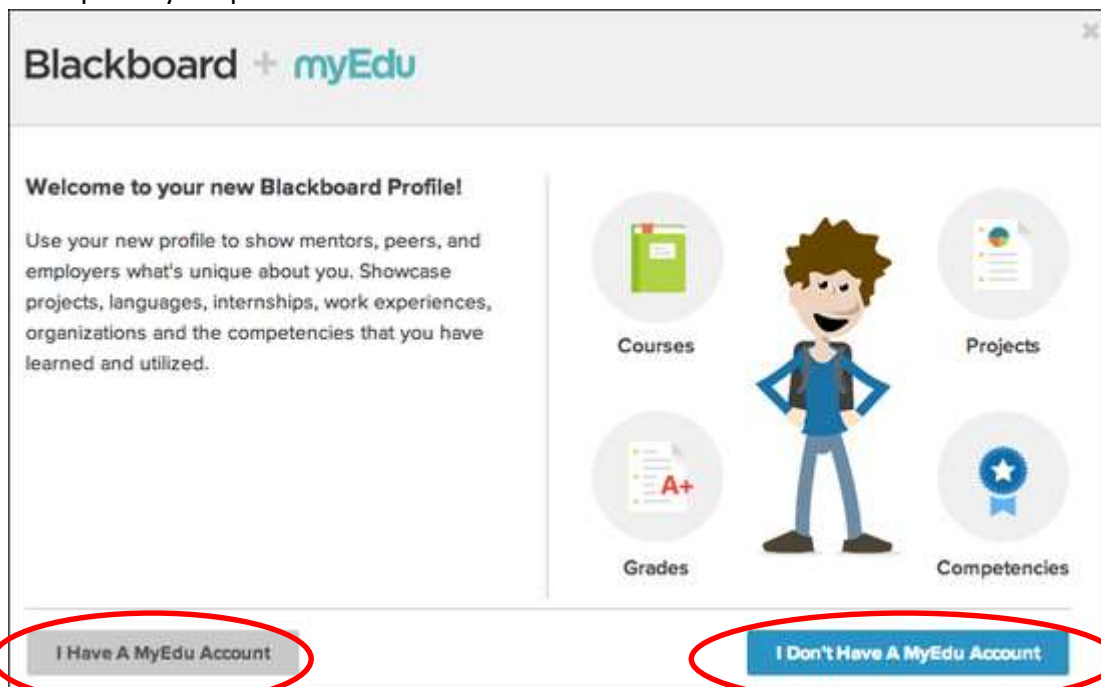 Blackboard + myEdu
Welcome to your new Blackboard Profile!
Use your new profile to show mentors, peers, and
employers what's unique about you. Showcase
projects, languages, internships, work experiences,
organizations and the competencies that you have
learned and utilized.
Courses
Projects
A+
Grades
Competencies
I Have A MyEdu Account
I Don't Have A MyEdu Account